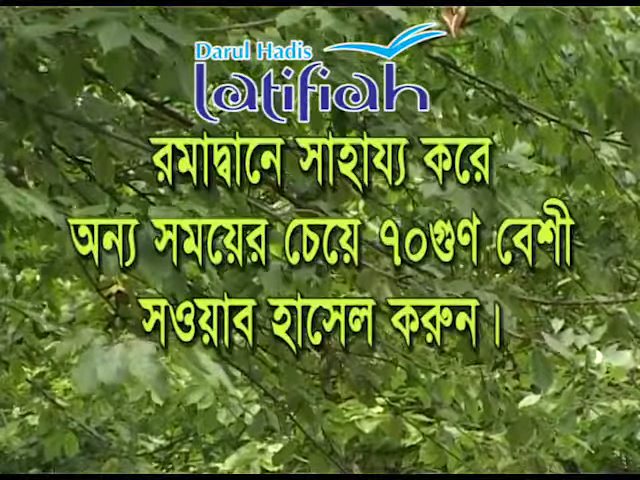 Darul Hadis
Latifiah
রমাদ্বানে সাহায্য করে
অন্য সময়ের চেয়ে ৭০গুণ বেশী
সওয়াব হাসেল করুন।